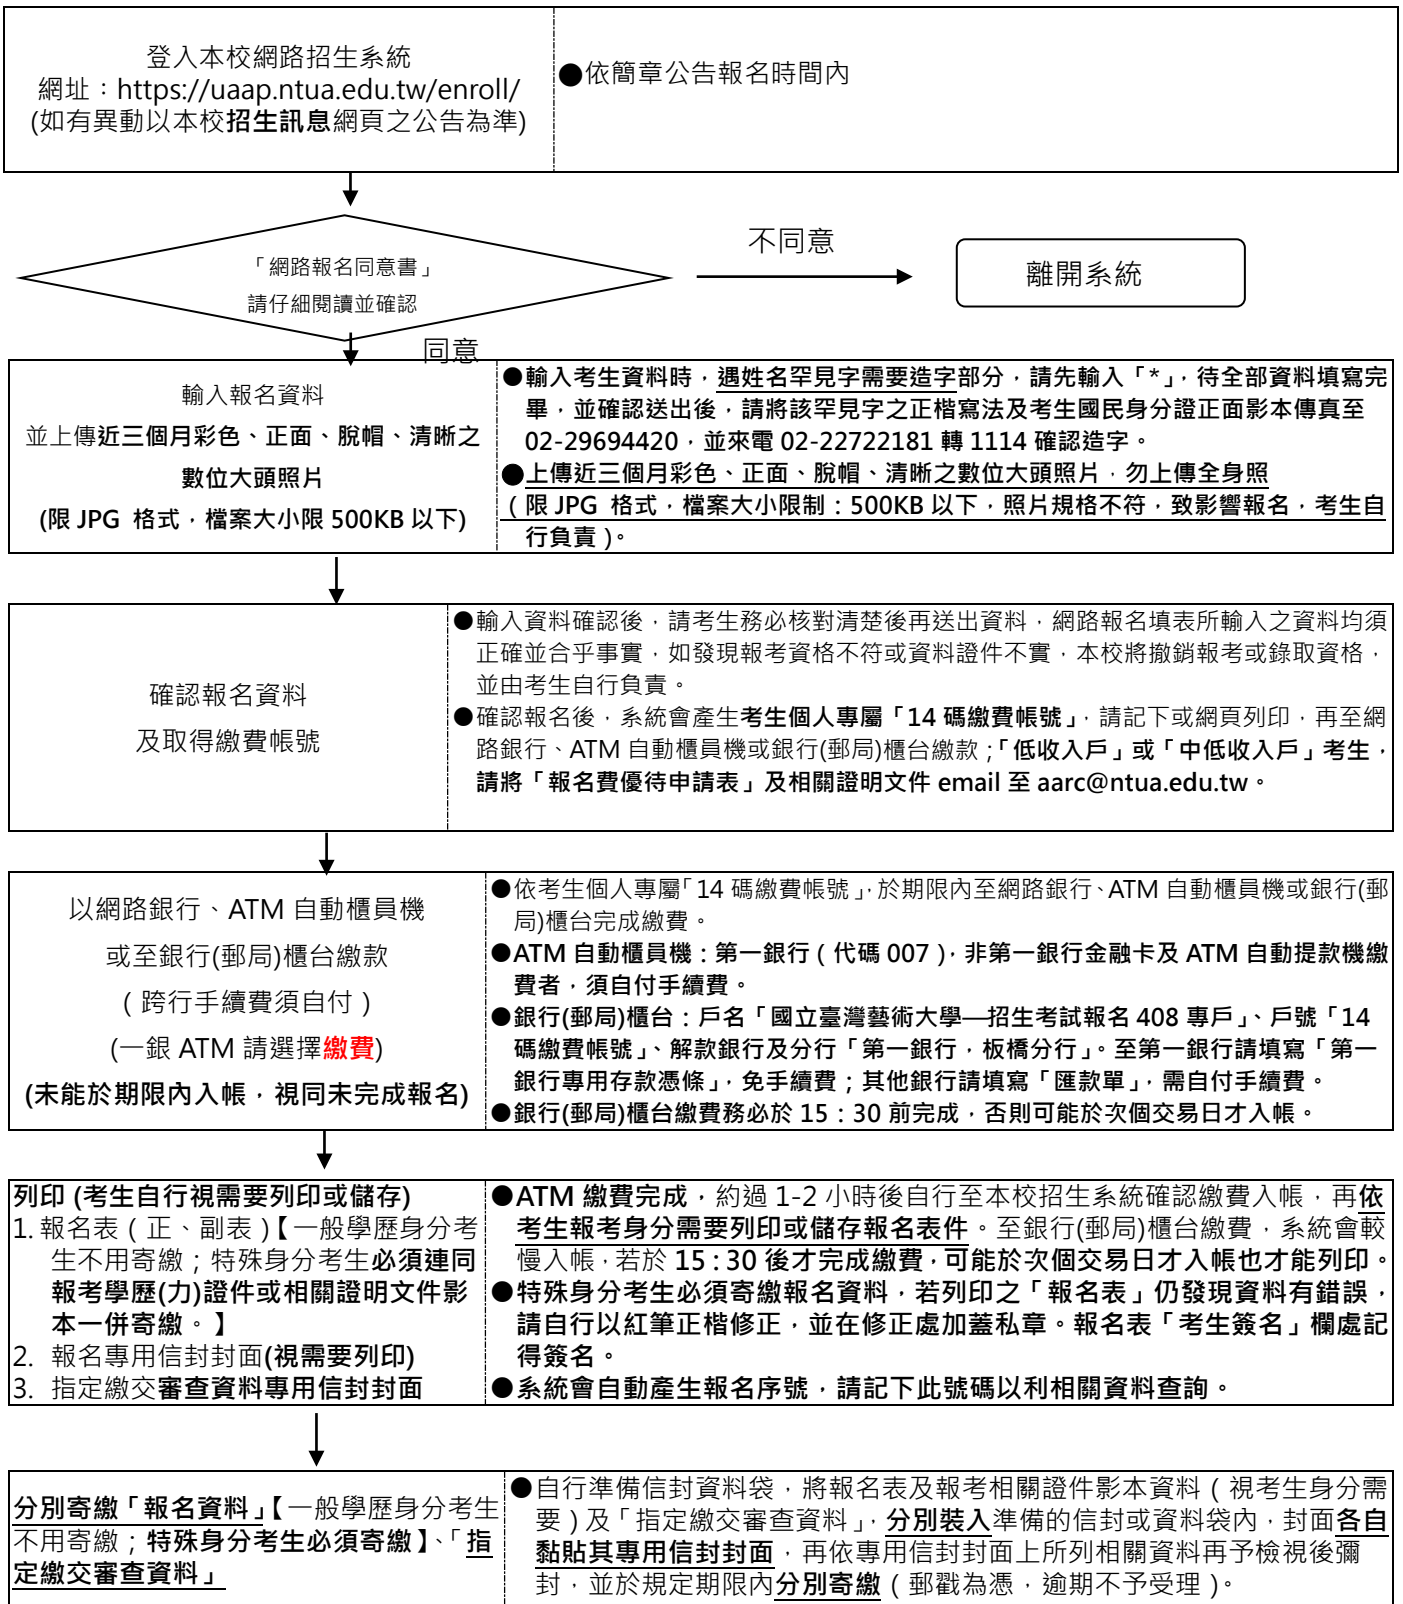 登入本校網路招生系統
網址：https://uaap.ntua.edu.tw/enroll/
(如有異動以本校招生訊息網頁之公告為準)
●依簡章公告報名時間內
「網路報名同意書」
請仔細閱讀並確認
不同意
離開系統
同意
輸入報名資料
並上傳近三個月彩色、正面、脫帽、清晰之
數位大頭照片
(限 JPG 格式，檔案大小限 500KB 以下)
●輸入考生資料時，遇姓名罕見字需要造字部分，請先輸入「*」，待全部資料填寫完
畢，並確認送出後，請將該罕見字之正楷寫法及考生國民身分證正面影本傳真至
02-29694420，並來電 02-22722181 轉 1114 確認造字。
●上傳近三個月彩色、正面、脫帽、清晰之數位大頭照片，勿上傳全身照
（限 JPG 格式，檔案大小限制：500KB 以下，照片規格不符，致影響報名，考生自
行負責）。
確認報名資料
及取得繳費帳號
●輸入資料確認後，請考生務必核對清楚後再送出資料，網路報名填表所輸入之資料均須
正確並合乎事實，如發現報考資格不符或資料證件不實，本校將撤銷報考或錄取資格，
並由考生自行負責。
●確認報名後，系統會產生考生個人專屬「14 碼繳費帳號」，請記下或網頁列印，再至網
路銀行、ATM 自動櫃員機或銀行(郵局)櫃台繳款；「低收入戶」或「中低收入戶」考生，
請將「報名費優待申請表」及相關證明文件 email 至 aarc@ntua.edu.tw。
以網路銀行、ATM 自動櫃員機
或至銀行(郵局)櫃台繳款
（跨行手續費須自付）
(一銀 ATM 請選擇繳費)
(未能於期限內入帳，視同未完成報名)
●依考生個人專屬「14 碼繳費帳號」，於期限內至網路銀行、ATM 自動櫃員機或銀行(郵
局)櫃台完成繳費。
●ATM 自動櫃員機：第一銀行（代碼 007），非第一銀行金融卡及 ATM 自動提款機繳
費者，須自付手續費。
●銀行(郵局)櫃台：戶名「國立臺灣藝術大學—招生考試報名 408 專戶」、戶號「14
碼繳費帳號」、解款銀行及分行「第一銀行，板橋分行」。至第一銀行請填寫「第一
銀行專用存款憑條」，免手續費；其他銀行請填寫「匯款單」，需自付手續費。
●銀行(郵局)櫃台繳費務必於 15：30 前完成，否則可能於次個交易日才入帳。
列印 (考生自行視需要列印或儲存)
1. 報名表（正、副表）【一般學歷身分考
生不用寄繳；特殊身分考生必須連同
報考學歷(力)證件或相關證明文件影
本一併寄繳。】
2. 報名專用信封封面(視需要列印)
3. 指定繳交審查資料專用信封封面
●ATM 繳費完成，約過 1-2 小時後自行至本校招生系統確認繳費入帳，再依
考生報考身分需要列印或儲存報名表件。至銀行(郵局)櫃台繳費，系統會較
慢入帳，若於 15：30 後才完成繳費，可能於次個交易日才入帳也才能列印。
●特殊身分考生必須寄繳報名資料，若列印之「報名表」仍發現資料有錯誤，
請自行以紅筆正楷修正，並在修正處加蓋私章。報名表「考生簽名」欄處記
得簽名。
●系統會自動產生報名序號，請記下此號碼以利相關資料查詢。
分別寄繳「報名資料」【一般學歷身分考生
不用寄繳；特殊身分考生必須寄繳】、「指
定繳交審查資料」
●自行準備信封資料袋，將報名表及報考相關證件影本資料（視考生身分需
要）及「指定繳交審查資料」，分別裝入準備的信封或資料袋內，封面各自
黏貼其專用信封封面，再依專用信封封面上所列相關資料再予檢視後彌
封，並於規定期限內分別寄繳（郵戳為憑，逾期不予受理）。